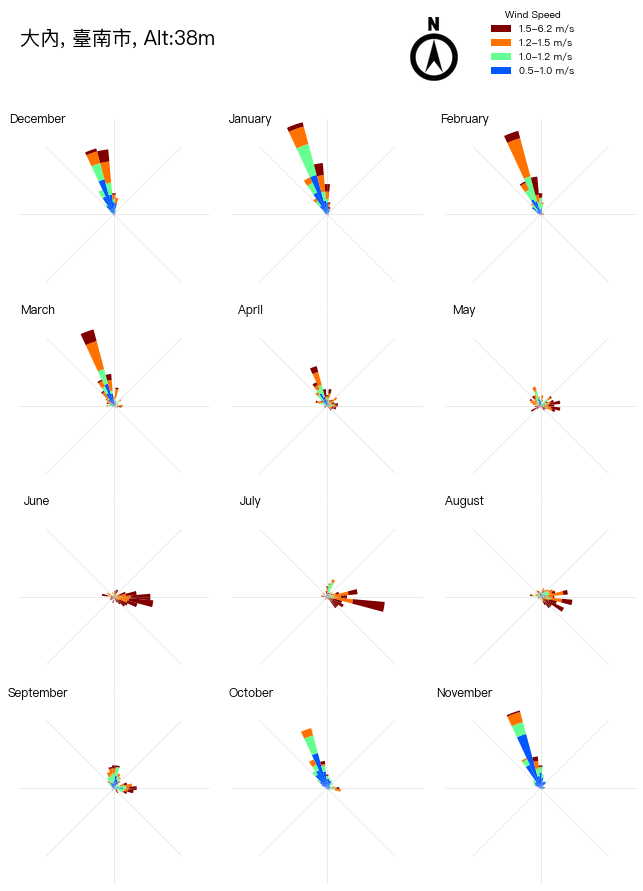 大內, 臺南市, Alt:38m
N
Wind Speed
1.5–6.2 m/s
1.2–1.5 m/s
1.0–1.2 m/s
0.5–1.0 m/s
December
January
February
March
April
May
June
July
August
September
October
November